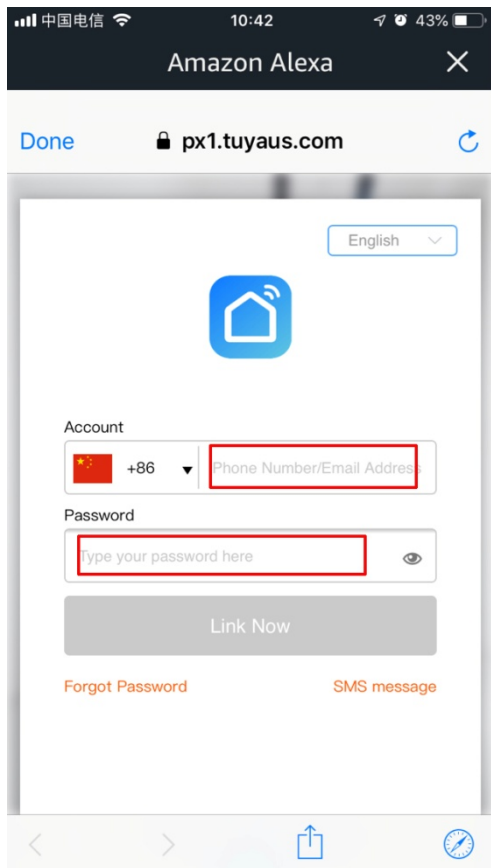 中国电信 10:42 43%
Amazon Alexa
Done px1.tuyaus.com
English
Account
+86 Phone Number/Email Address
Password
Type your password here
Link Now
Forgot Password SMS message